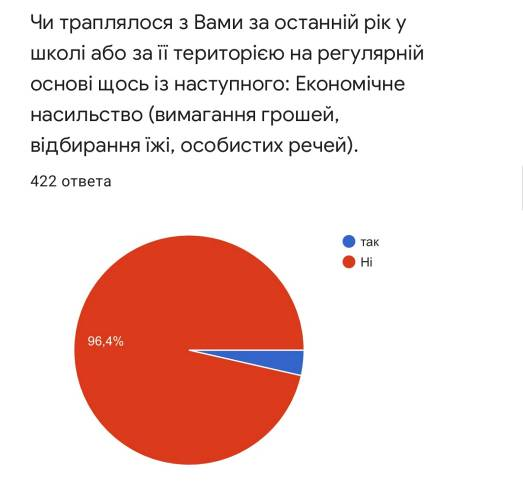 Чи траплялося з Вами за останній рік у
школі або за її територією на регулярній
основі щось із наступного: Економічне
насильство (вимагання грошей,
відбирання їжі, особистих речей).
422 ответа
так
Ні
96,4%